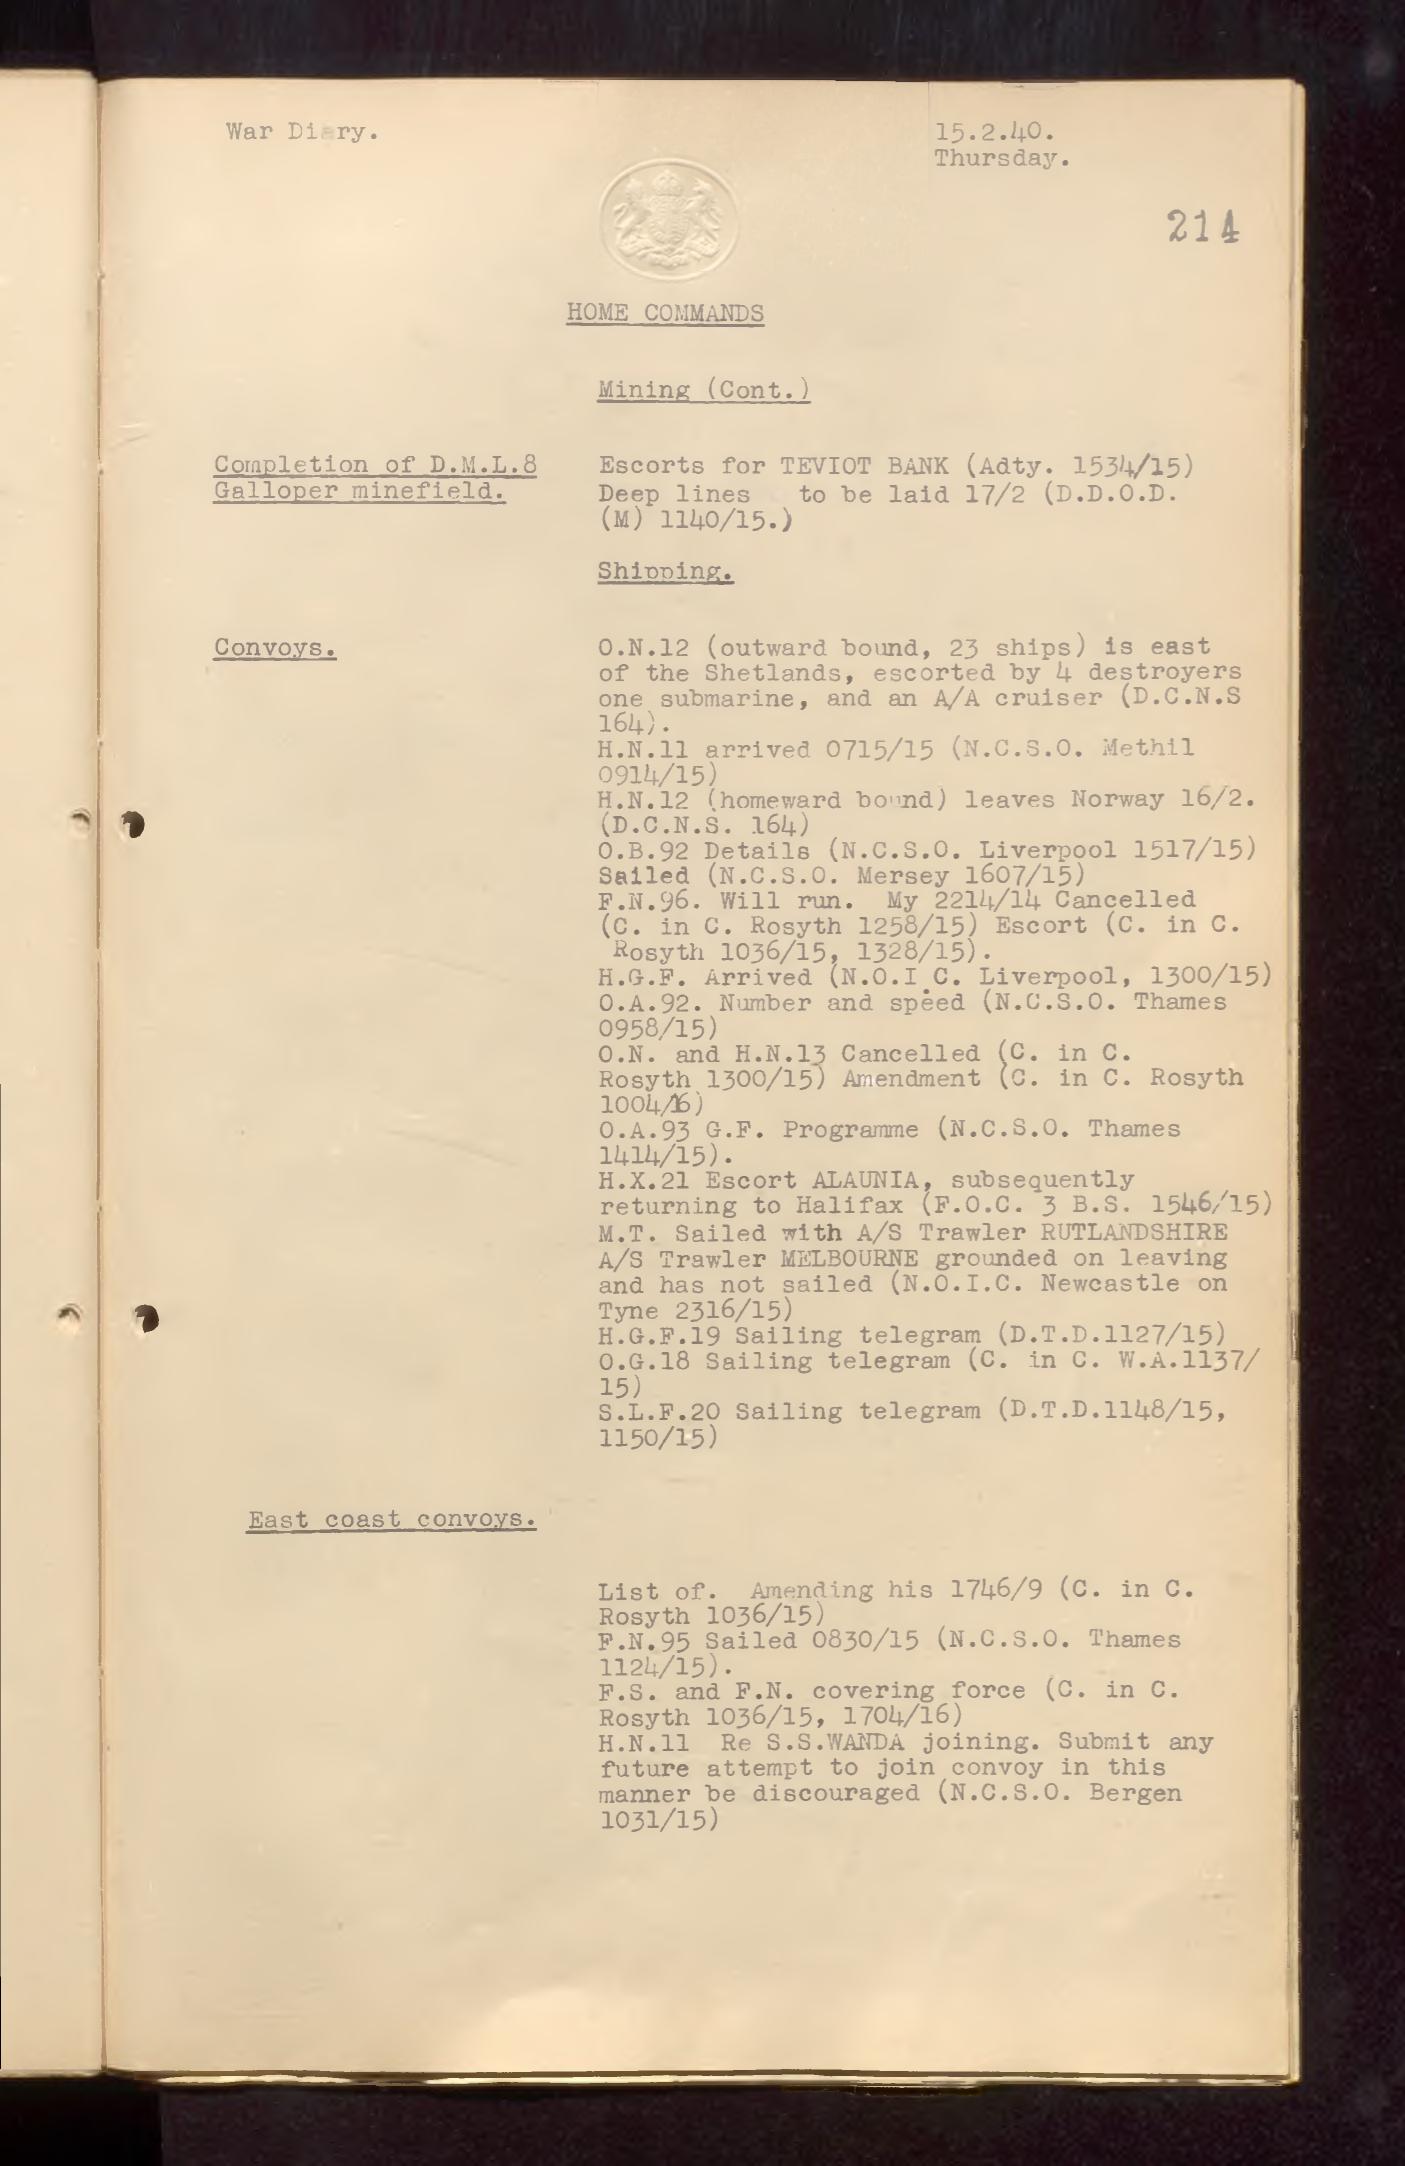 War Diary.
15.2.40.
Thursday.
214
HOME COMMANDS
Mining (Cont.)
Completion of D.M.L.8
Galloper minefield.
Escorts for TEVIOT BANK (Adty. 1534/15)
Deep lines to be laid 17/2 (D.D.O.D.
(M) 1140/15.)
Shipping.
Convoys.
O.N.12 (outward bound, 23 ships) is east
of the Shetlands, escorted by 4 destroyers
one submarine, and an A/A cruiser (D.C.N.S
164).
H.N.11 arrived 0715/15 (N.C.S.O. Methil
0914/15)
H.N.12 (homeward bound) leaves Norway 16/2.
(D.C.N.S. 164)
O.B.92 Details (N.C.S.O. Liverpool 1517/15)
Sailed (N.C.S.O. Mersey 1607/15)
F.N.96. Will run. My 2214/14 Cancelled
(C. in C. Rosyth 1258/15) Escort (C. in C.
Rosyth 1036/15, 1328/15).
H.G.F. Arrived (N.O.I.C. Liverpool, 1300/15)
O.A.92. Number and speed (N.C.S.O. Thames
0958/15)
O.N. and H.N.13 Cancelled (C. in C.
Rosyth 1300/15) Amendment (C. in C. Rosyth
1004/16)
O.A.93 G.F. Programme (N.C.S.O. Thames
1414/15).
H.X.21 Escort ALAUNIA, subsequently
returning to Halifax (F.O.C. 3 B.S. 1546/15)
M.T. Sailed with A/S Trawler RUTLANDSHIRE
A/S Trawler MELBOURNE grounded on leaving
and has not sailed (N.O.I.C. Newcastle on
Tyne 2316/15)
H.G.F.19 Sailing telegram (D.T.D.1127/15)
O.G.18 Sailing telegram (C. in C. W.A.1137/
15)
S.L.F.20 Sailing telegram (D.T.D.1148/15,
1150/15)
East coast convoys.
List of. Amending his 1746/9 (C. in C.
Rosyth 1036/15)
F.N.95 Sailed 0830/15 (N.C.S.O. Thames
1124/15).
F.S. and F.N. covering force (C. in C.
Rosyth 1036/15, 1704/16)
H.N.11 Re S.S.WANDA joining. Submit any
future attempt to join convoy in this
manner be discouraged (N.C.S.O. Bergen
1031/15)